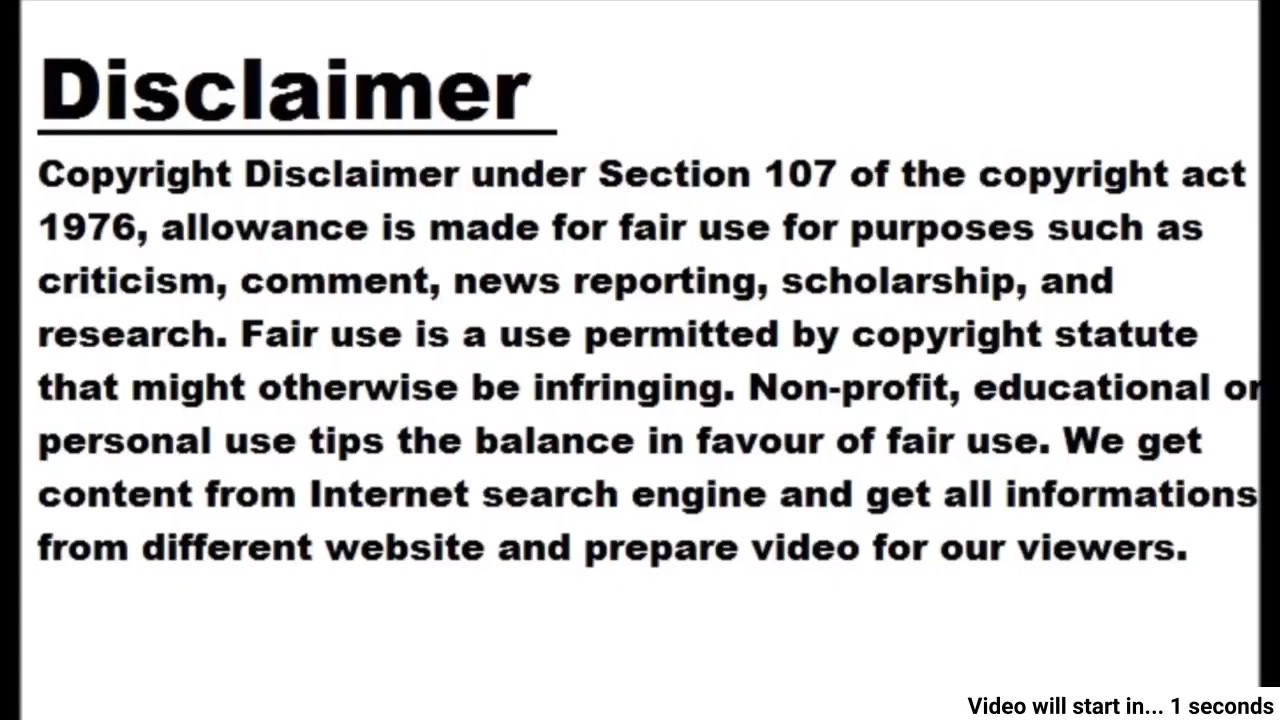 Disclaimer
Copyright Disclaimer under Section 107 of the copyright act
1976, allowance is made for fair use for purposes such as
criticism, comment, news reporting, scholarship, and
research. Fair use is a use permitted by copyright statute
that might otherwise be infringing. Non-profit, educational or
personal use tips the balance in favour of fair use. We get
content from Internet search engine and get all informations
from different website and prepare video for our viewers.
Video will start in... 1 seconds